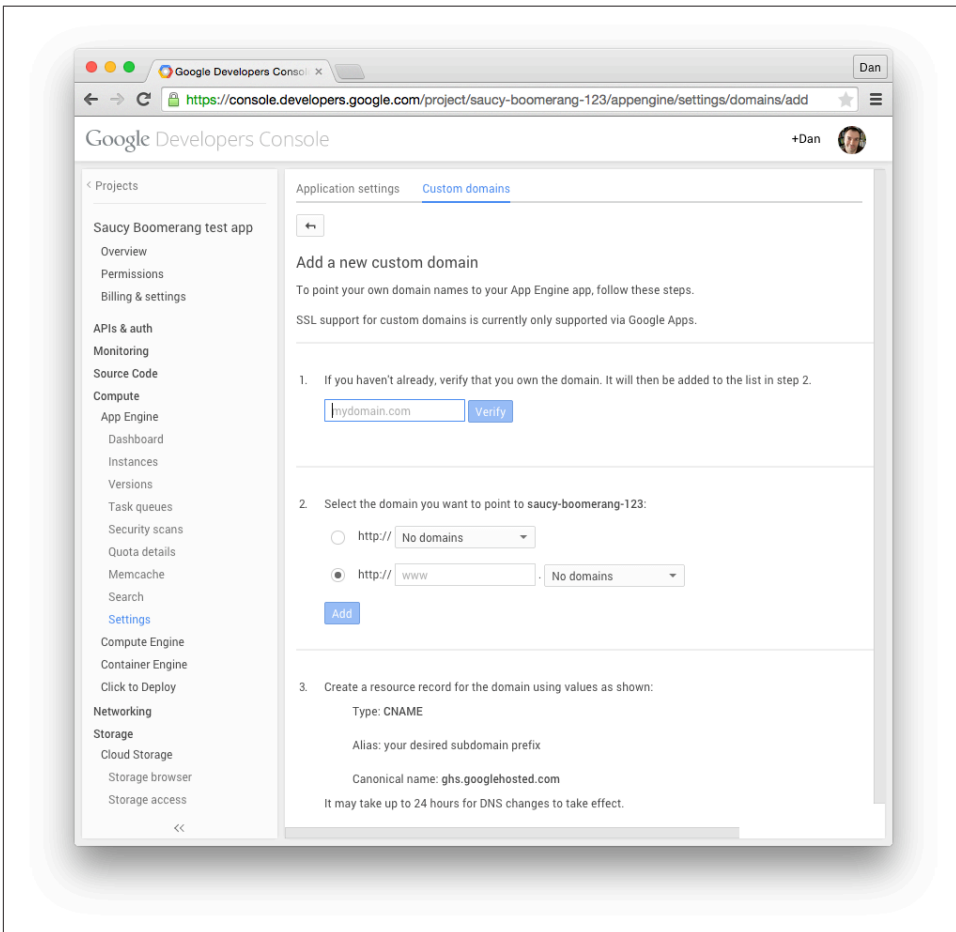 Google Developers Consol ×
Dan
https://console.developers.google.com/project/saucy-boomerang-123/appengine/settings/domains/add
Google Developers Console
+Dan
< Projects
Saucy Boomerang test app
Overview
Permissions
Billing & settings
APIs & auth
Monitoring
Source Code
Compute
App Engine
Dashboard
Instances
Versions
Task queues
Security scans
Quota details
Memcache
Search
Settings
Compute Engine
Container Engine
Click to Deploy
Networking
Storage
Cloud Storage
Storage browser
Storage access
<<
Application settings Custom domains
Add a new custom domain
To point your own domain names to your App Engine app, follow these steps.
SSL support for custom domains is currently only supported via Google Apps.
1. If you haven't already, verify that you own the domain. It will then be added to the list in step 2.
mydomain.com Verify
2. Select the domain you want to point to saucy-boomerang-123:
http:// No domains
http:// www . No domains
Add
3. Create a resource record for the domain using values as shown:
Type: CNAME
Alias: your desired subdomain prefix
Canonical name: ghs.googlehosted.com
It may take up to 24 hours for DNS changes to take effect.